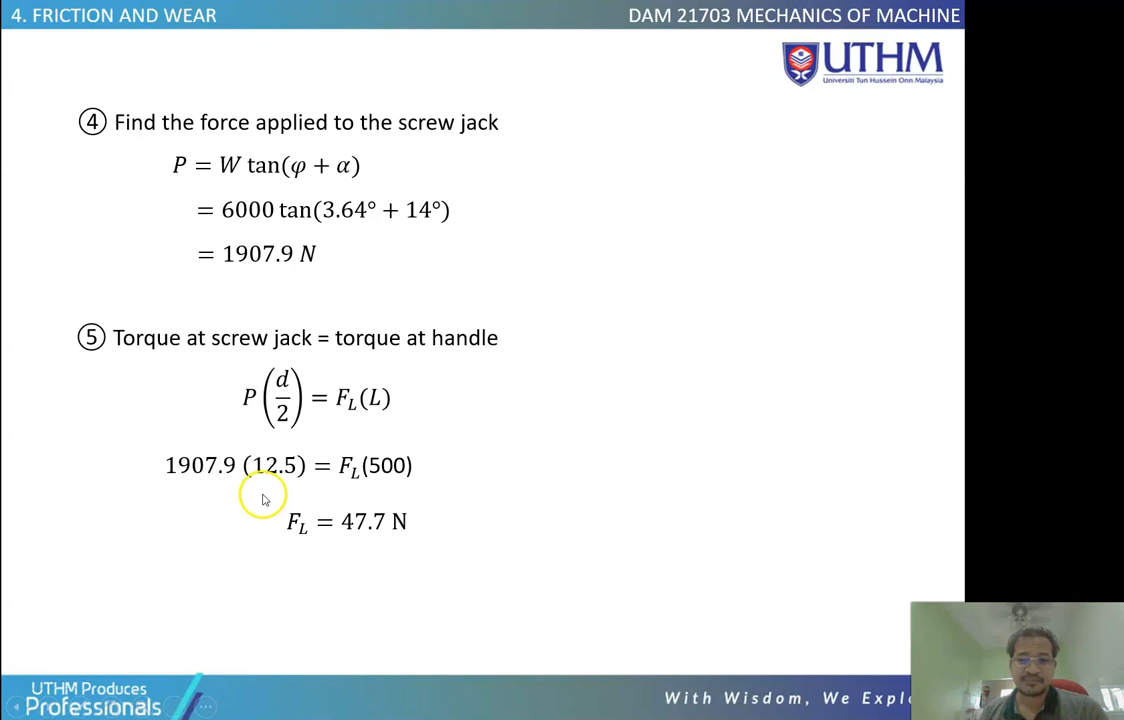 4. FRICTION AND WEAR
DAM 21703 MECHANICS OF MACHINE
UTHM
Universiti Tun Hussein Onn Malaysia
④ Find the force applied to the screw jack
P = W tan(φ + α)
= 6000 tan(3.64° + 14°)
= 1907.9 N
⑤ Torque at screw jack = torque at handle
P(d/2) = F_L(L)
1907.9 (12.5) = F_L(500)
F_L = 47.7 N
UTHM Produces
Professionals
With Wisdom, We Expl